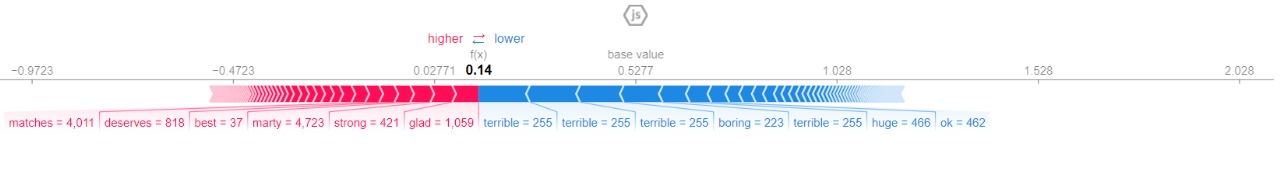 js
higher ⇄ lower
f(x) base value
−0.9723 −0.4723 0.02771 0.14 0.5277 1.028 1.528 2.028
matches = 4,011 deserves = 818 best = 37 marty = 4,723 strong = 421 glad = 1,059 terrible = 255 terrible = 255 terrible = 255 boring = 223 terrible = 255 huge = 466 ok = 462